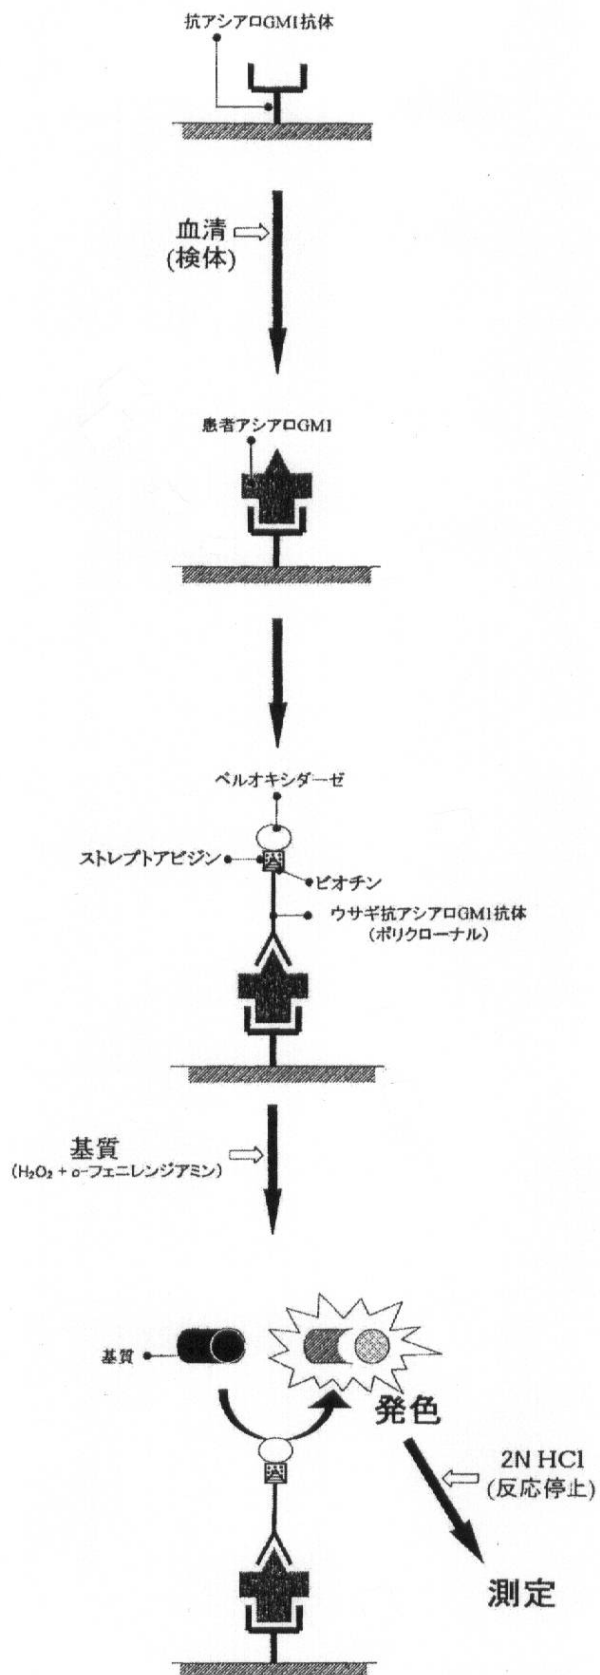 抗アシアロGM1抗体
血清
(検体)
患者アシアロGM1
ペルオキシダーゼ
ストレプトアビジン
ビオチン
ウサギ抗アシアロGM1抗体
(ポリクローナル)
基質
(H₂O₂ + o-フェニレンジアミン)
基質
発色
2N HCl
(反応停止)
測定